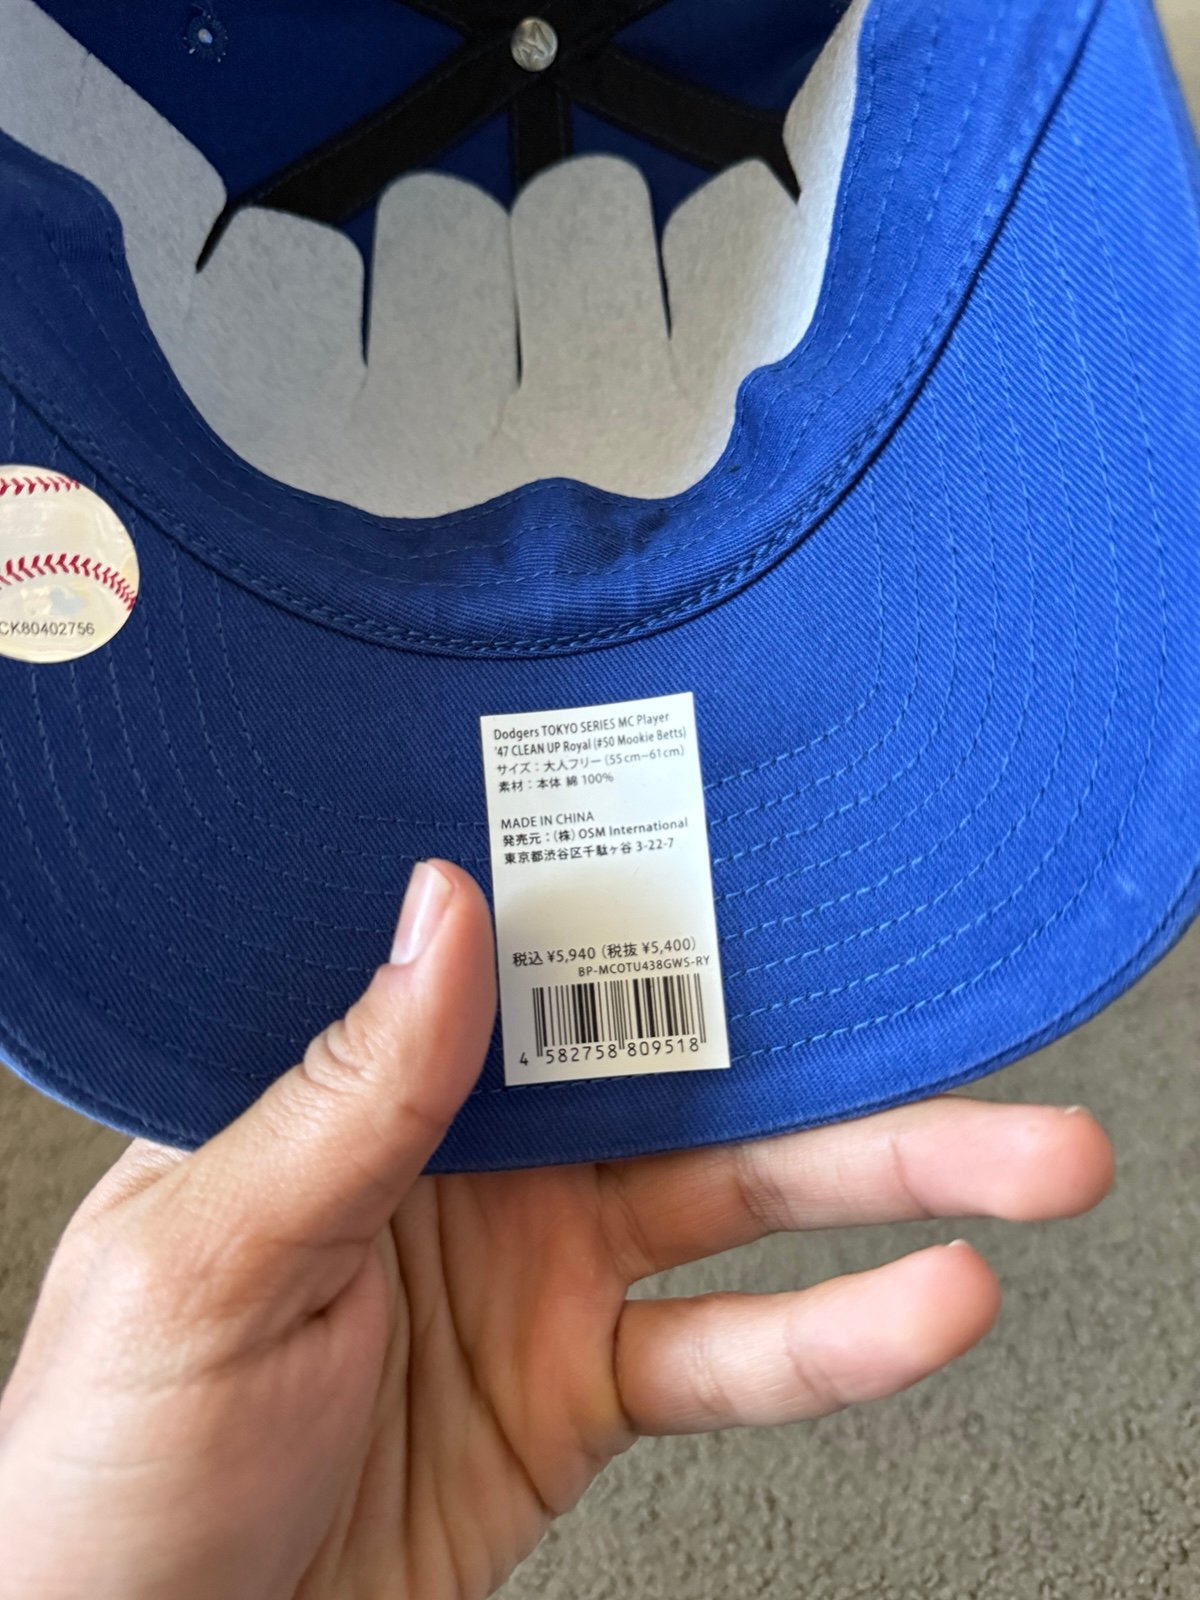 CK80402756
Dodgers TOKYO SERIES MC Player
'47 CLEAN UP Royal (#50 Mookie Betts)
サイズ：大人フリー (55cm-61cm)
素材：本体 綿 100%
MADE IN CHINA
発売元：(株) OSM International
東京都渋谷区千駄ヶ谷 3-22-7
税込 ¥5,940 (税抜 ¥5,400)
BP-MCOTU438GWS-RY
4 582758 809518